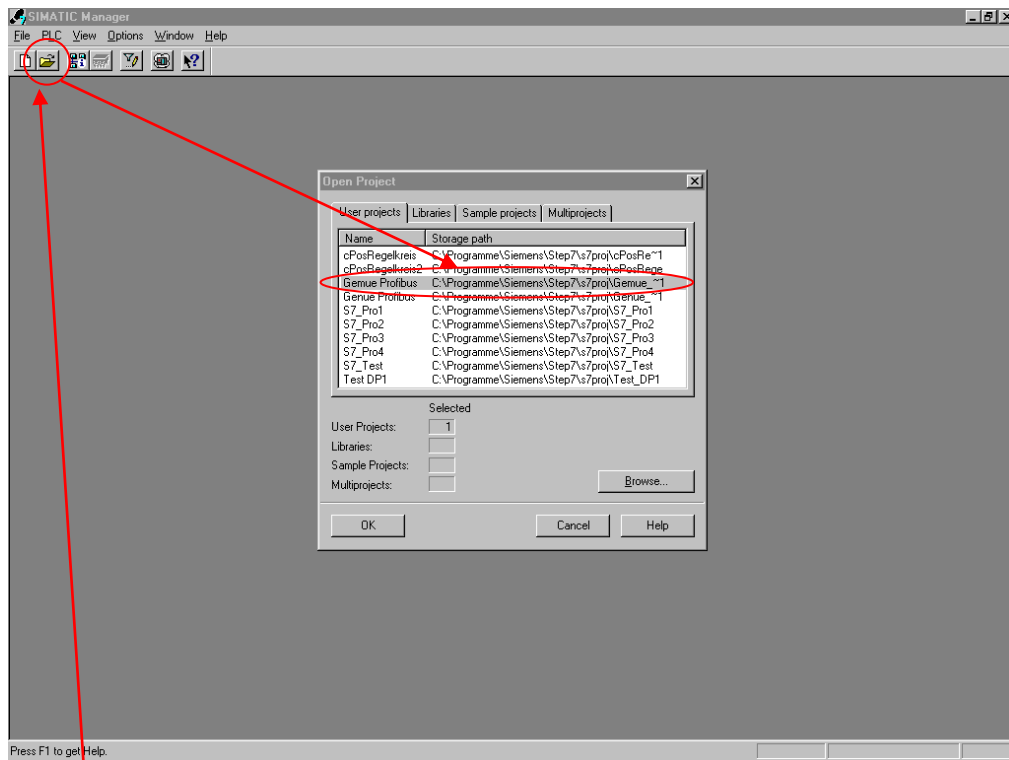 SIMATIC Manager
File PLC View Options Window Help
Open Project
User projects Libraries Sample projects Multiprojects
Name Storage path
cPosRegelkreis C:\Programme\Siemens\Step7\s7proj\cPosRe~1
cPosRegelkreis2 C:\Programme\Siemens\Step7\s7proj\cPosRege
Gemue Profibus C:\Programme\Siemens\Step7\s7proj\Gemue_~1
Genue Profibus C:\Programme\Siemens\Step7\s7proj\Genue_~1
S7_Pro1 C:\Programme\Siemens\Step7\s7proj\S7_Pro1
S7_Pro2 C:\Programme\Siemens\Step7\s7proj\S7_Pro2
S7_Pro3 C:\Programme\Siemens\Step7\s7proj\S7_Pro3
S7_Pro4 C:\Programme\Siemens\Step7\s7proj\S7_Pro4
S7_Test C:\Programme\Siemens\Step7\s7proj\S7_Test
Test DP1 C:\Programme\Siemens\Step7\s7proj\Test_DP1
Selected
User Projects: 1
Libraries:
Sample Projects:
Multiprojects:
Browse...
OK Cancel Help
Press F1 to get Help.